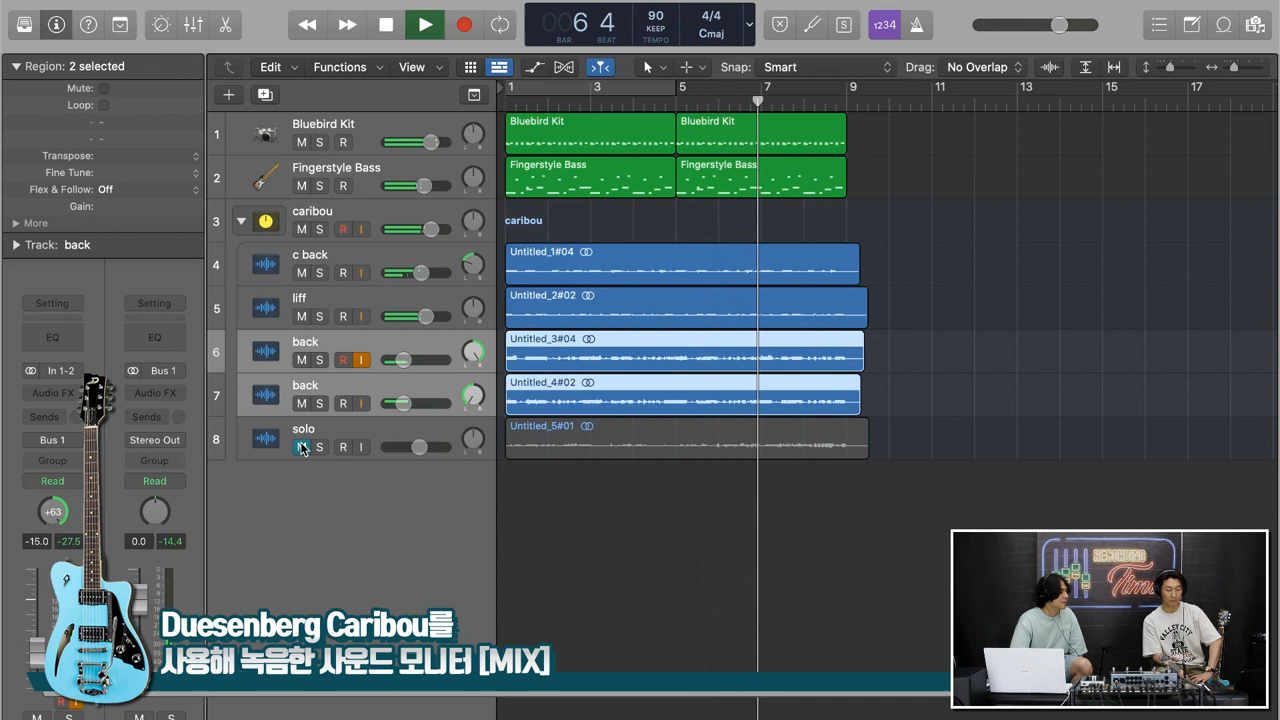 6 4
BAR BEAT
90
KEEP
TEMPO
4/4
Cmaj
S
1234
Region: 2 selected
Mute:
Loop:
Transpose:
Fine Tune:
Flex & Follow: Off
Gain:
More
Track: back
Edit Functions View Snap: Smart Drag: No Overlap
1 3 5 7 9 11 13 15 17
1 Bluebird Kit M S R
Bluebird Kit Bluebird Kit
2 Fingerstyle Bass M S R
Fingerstyle Bass Fingerstyle Bass
3 caribou M S R I
caribou
4 c back M S R I
Untitled_1#04
5 liff M S R I
Untitled_2#02
6 back M S R I
Untitled_3#04
7 back M S R I
Untitled_4#02
8 solo M S R I
Untitled_5#01
Setting Setting
EQ EQ
In 1-2 Bus 1
Audio FX Audio FX
Sends Sends
Bus 1 Stereo Out
Group Group
Read Read
+63
-15.0 -27.5 0.0 -14.4
Duesenberg Caribou를
사용해 녹음한 사운드 모니터 [MIX]
RECORDING
Time
VALLEY CITY
STATE